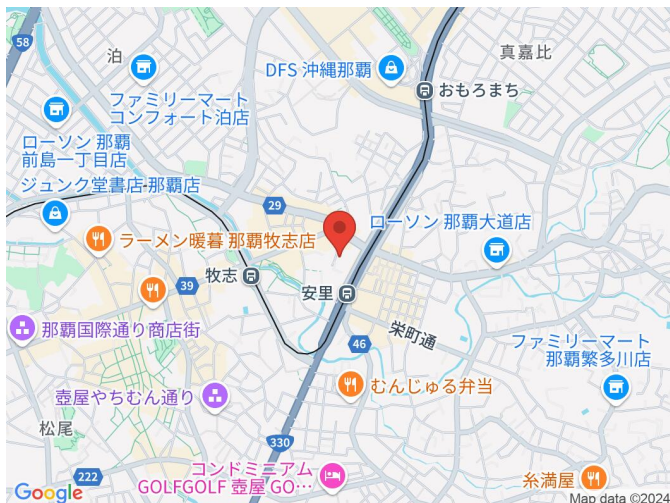 58
泊
真嘉比
DFS 沖縄那覇
ファミリーマート
コンフォート泊店
おもろまち
ローソン 那覇
前島一丁目店
ジュンク堂書店 那覇店
29
ローソン 那覇大道店
ラーメン暖暮 那覇牧志店
牧志
39
安里
那覇国際通り商店街
栄町通
46
ファミリーマート
那覇繁多川店
むんじゅる弁当
壺屋やちむん通り
松尾
330
222
コンドミニアム
GOLFGOLF 壺屋 GO…
糸満屋
Google
Map data ©2024